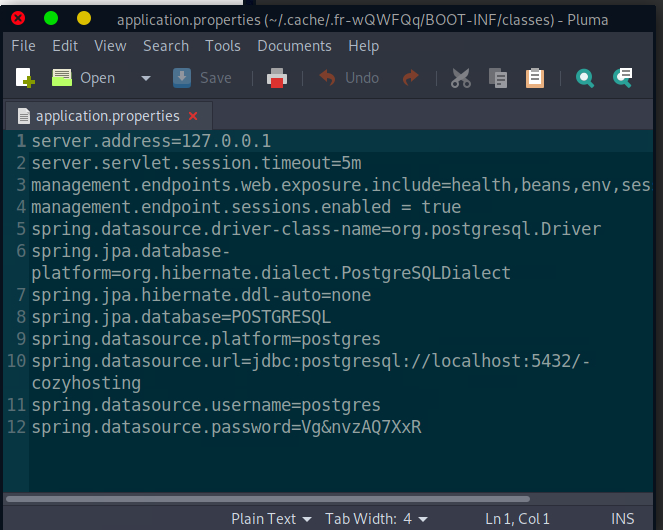 application.properties (~/.cache/.fr-wQWFQq/BOOT-INF/classes) - Pluma
File Edit View Search Tools Documents Help
Open Save Undo
application.properties
1 server.address=127.0.0.1
2 server.servlet.session.timeout=5m
3 management.endpoints.web.exposure.include=health,beans,env,ses
4 management.endpoint.sessions.enabled = true
5 spring.datasource.driver-class-name=org.postgresql.Driver
6 spring.jpa.database-
platform=org.hibernate.dialect.PostgreSQLDialect
7 spring.jpa.hibernate.ddl-auto=none
8 spring.jpa.database=POSTGRESQL
9 spring.datasource.platform=postgres
10 spring.datasource.url=jdbc:postgresql://localhost:5432/-
cozyhosting
11 spring.datasource.username=postgres
12 spring.datasource.password=Vg&nvzAQ7XxR
Plain Text Tab Width: 4 Ln 1, Col 1 INS